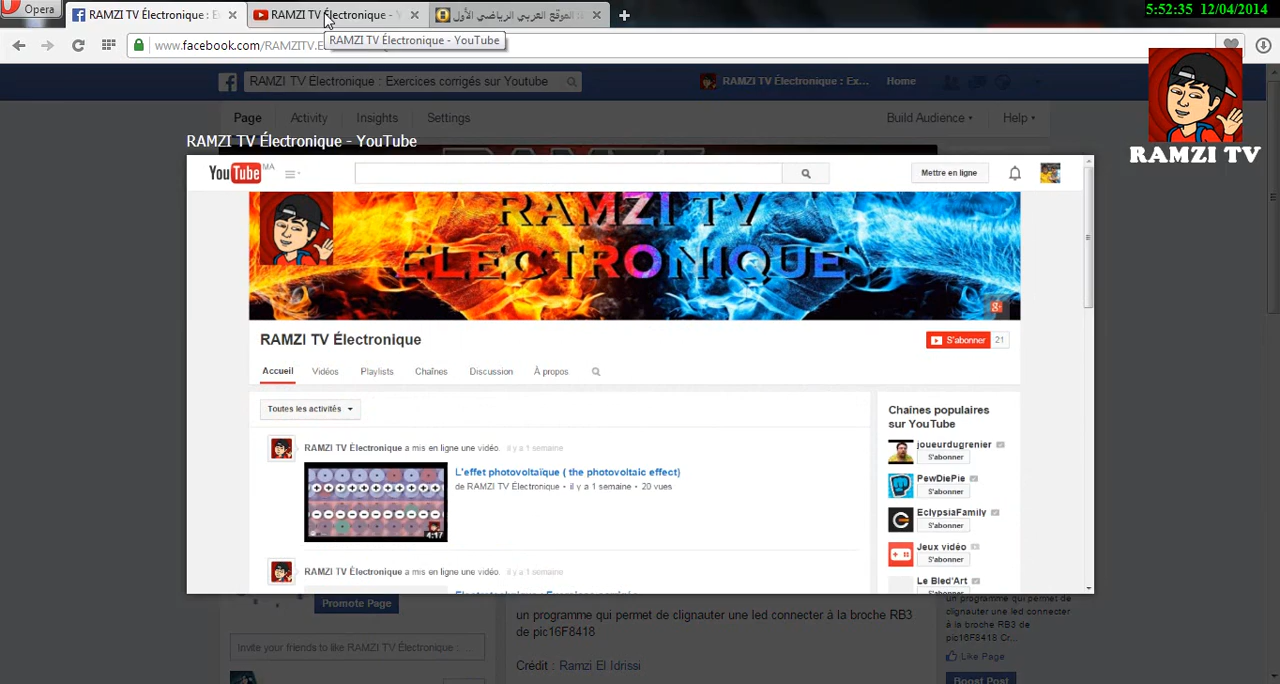 Opera
RAMZI TV Électronique : E
RAMZI TV Électronique - Y
الموقع العربي الرياضي الأول
5:52:35 12/04/2014
www.facebook.com/RAMZITV.E
RAMZI TV Électronique - YouTube
RAMZI TV Électronique : Exercices corrigés sur Youtube
RAMZI TV Électronique : Ex...
Home
Page
Activity
Insights
Settings
Build Audience
Help
RAMZI TV
RAMZI TV Électronique - YouTube
YouTube MA
Mettre en ligne
RAMZI TV
ELECTRONIQUE
RAMZI TV Électronique
S'abonner 21
Accueil
Vidéos
Playlists
Chaînes
Discussion
À propos
Toutes les activités
RAMZI TV Électronique a mis en ligne une vidéo. il y a 1 semaine
L'effet photovoltaïque ( the photovoltaic effect)
de RAMZI TV Électronique • il y a 1 semaine • 20 vues
4:17
RAMZI TV Électronique a mis en ligne une vidéo. il y a 1 semaine
Chaînes populaires
sur YouTube
joueurdugrenier
S'abonner
PewDiePie
S'abonner
EclypsiaFamily
S'abonner
Jeux vidéo
S'abonner
Le Bled'Art
Promote Page
Invite your friends to like RAMZI TV Électronique :
un programme qui permet de clignauter une led connecter à la broche RB3
de pic16F8418
Crédit : Ramzi El Idrissi
un programme qui permet de
clignauter une led connecter
à la broche RB3 de
pic16F8418 Cr...
Like Page
Boost Post